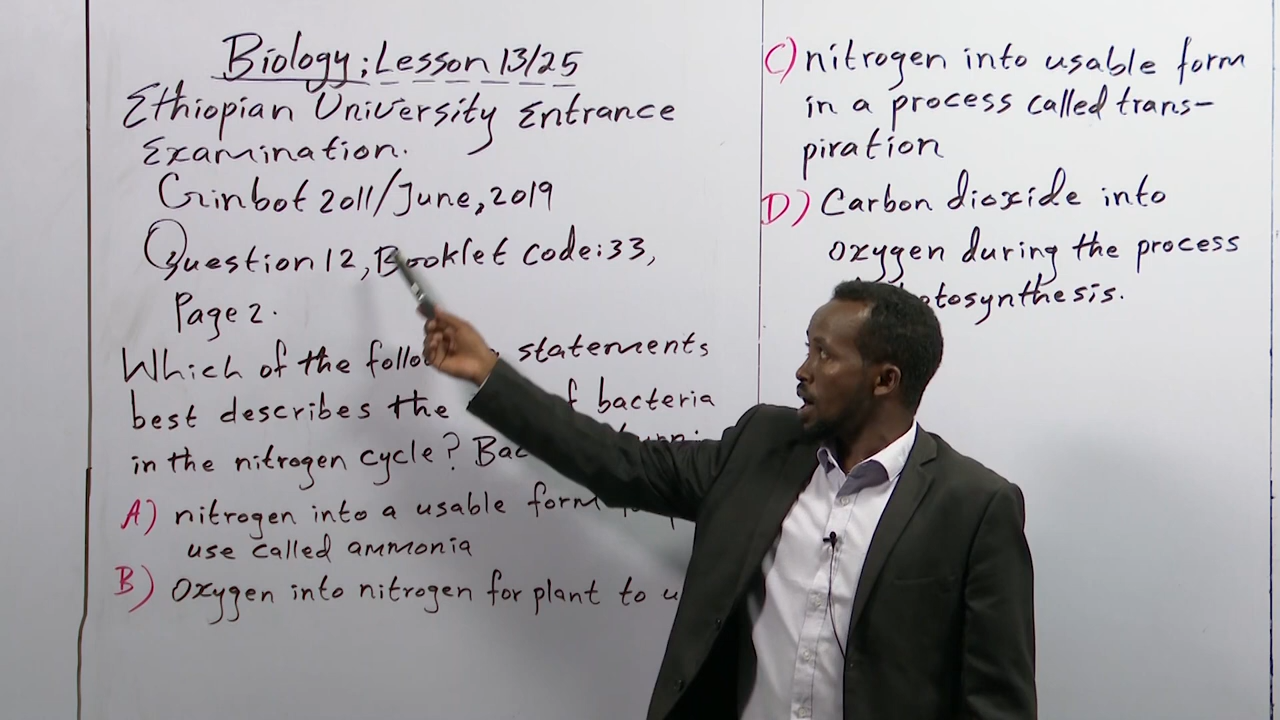 Biology; Lesson 13/25
Ethiopian University Entrance
Examination.
Ginbot 2011/June, 2019
Question 12, Booklet code: 33,
Page 2.
Which of the statements
best describes the bacteria
in the nitrogen cycle?
A) nitrogen into a usable form
use called ammonia
B) oxygen into nitrogen for plant to
C) nitrogen into usable form
in a process called trans-
piration
D) Carbon dioxide into
oxygen during the process